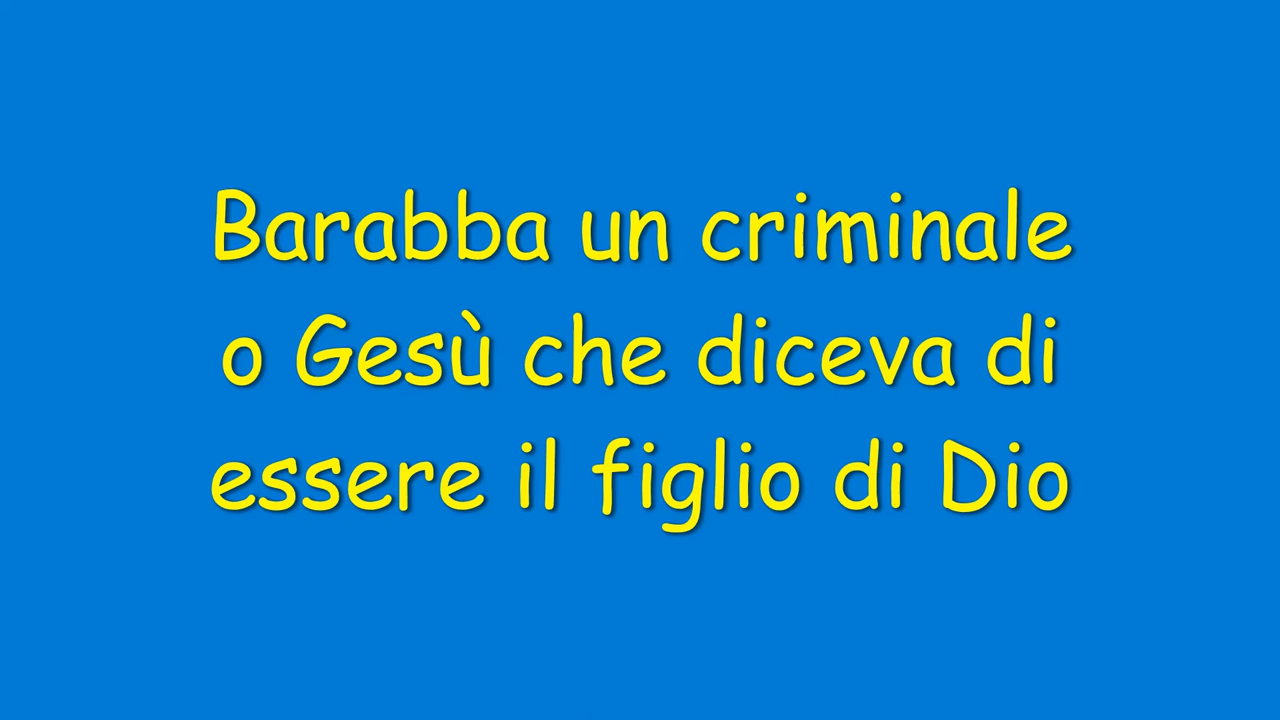 Barabba un criminale
o Gesù che diceva di
essere il figlio di Dio